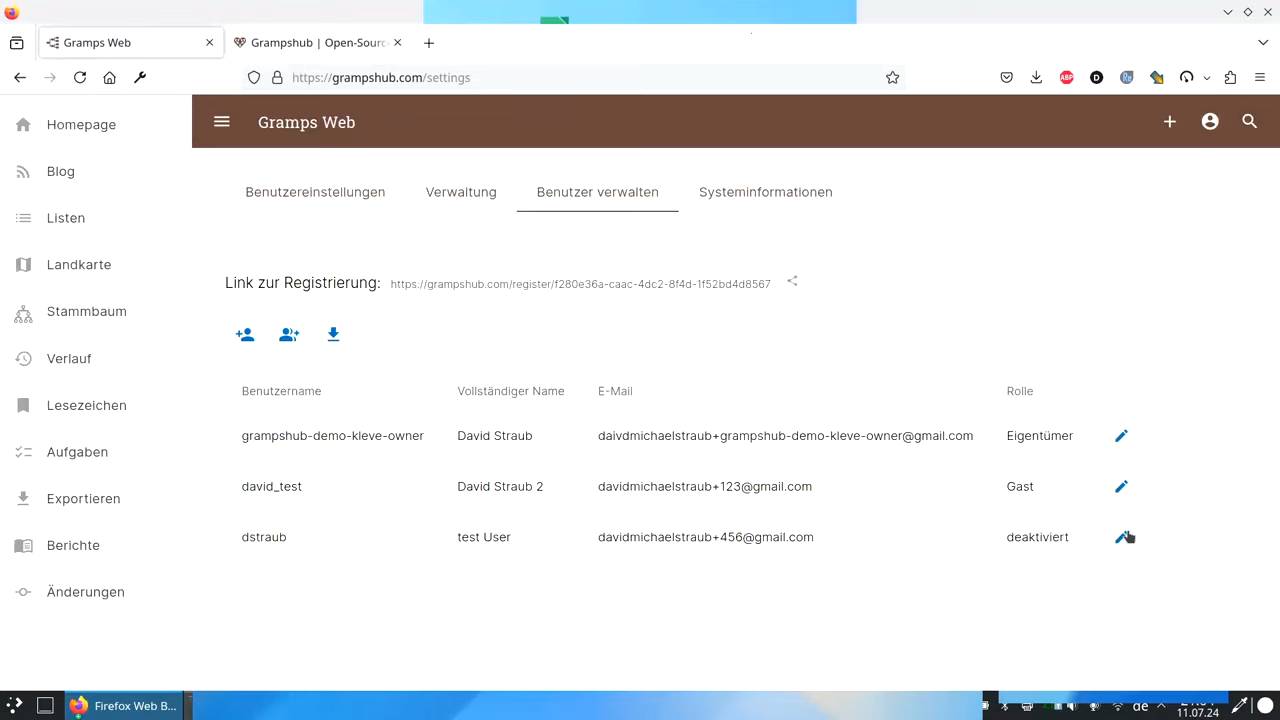 Gramps Web
Grampshub | Open-Sourc
https://grampshub.com/settings
ABP
D
Homepage
Blog
Listen
Landkarte
Stammbaum
Verlauf
Lesezeichen
Aufgaben
Exportieren
Berichte
Änderungen
Gramps Web
Benutzereinstellungen
Verwaltung
Benutzer verwalten
Systeminformationen
Link zur Registrierung: https://grampshub.com/register/f280e36a-caac-4dc2-8f4d-1f52bd4d8567
Benutzername Vollständiger Name E-Mail Rolle
grampshub-demo-kleve-owner David Straub daivdmichaelstraub+grampshub-demo-kleve-owner@gmail.com Eigentümer
david_test David Straub 2 davidmichaelstraub+123@gmail.com Gast
dstraub test User davidmichaelstraub+456@gmail.com deaktiviert
Firefox Web B...
de
11.07.24